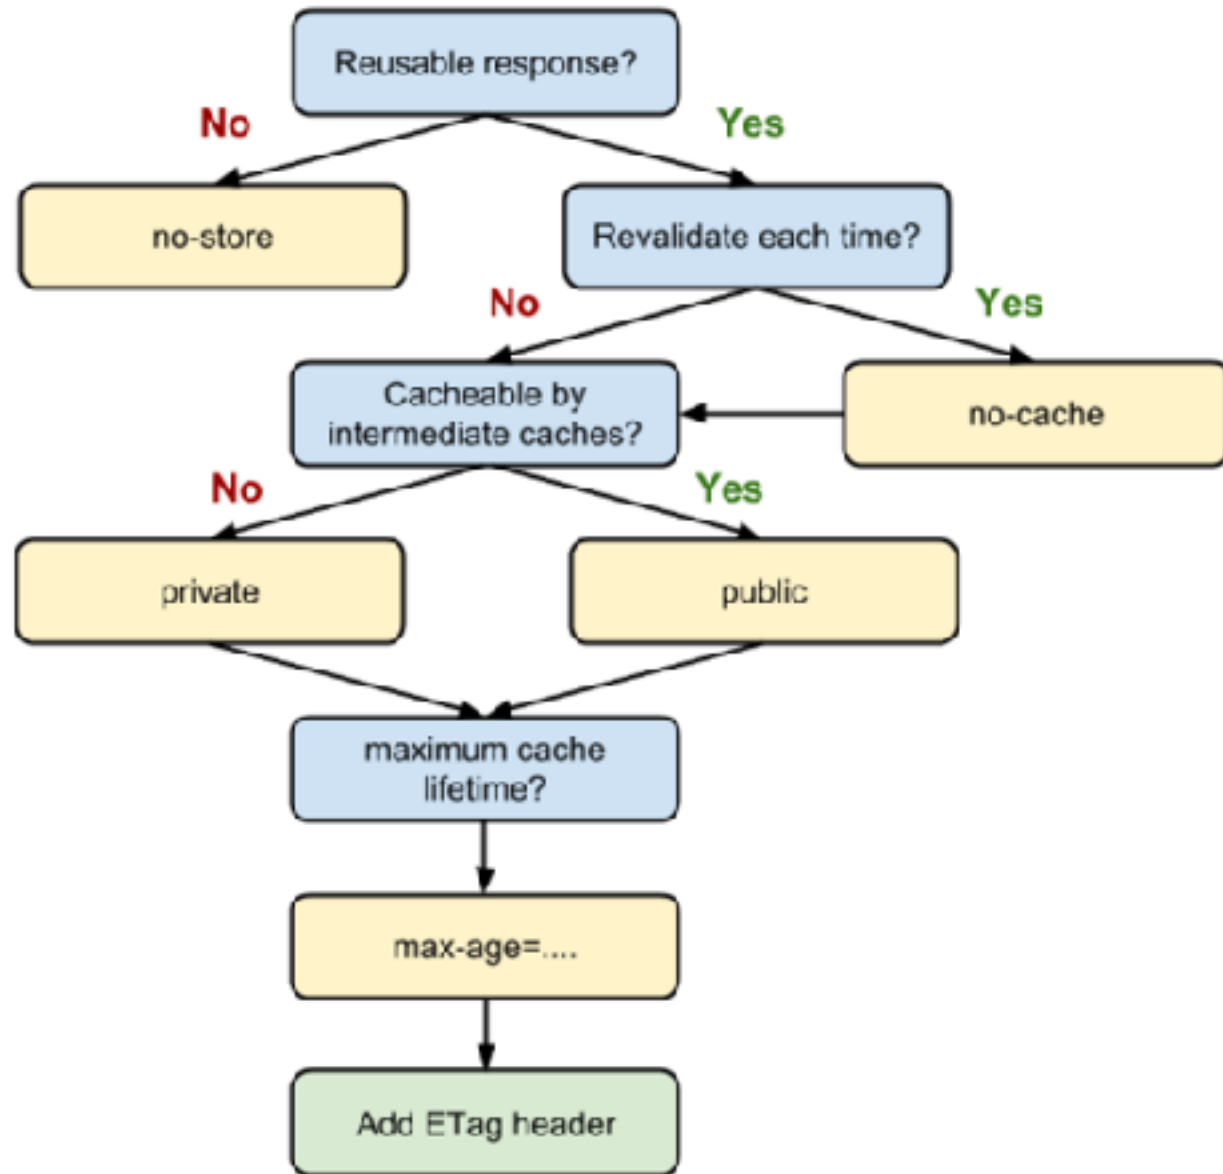 Reusable response?
No
Yes
no-store
Revalidate each time?
No
Yes
Cacheable by
intermediate caches?
no-cache
No
Yes
private
public
maximum cache
lifetime?
max-age=....
Add ETag header